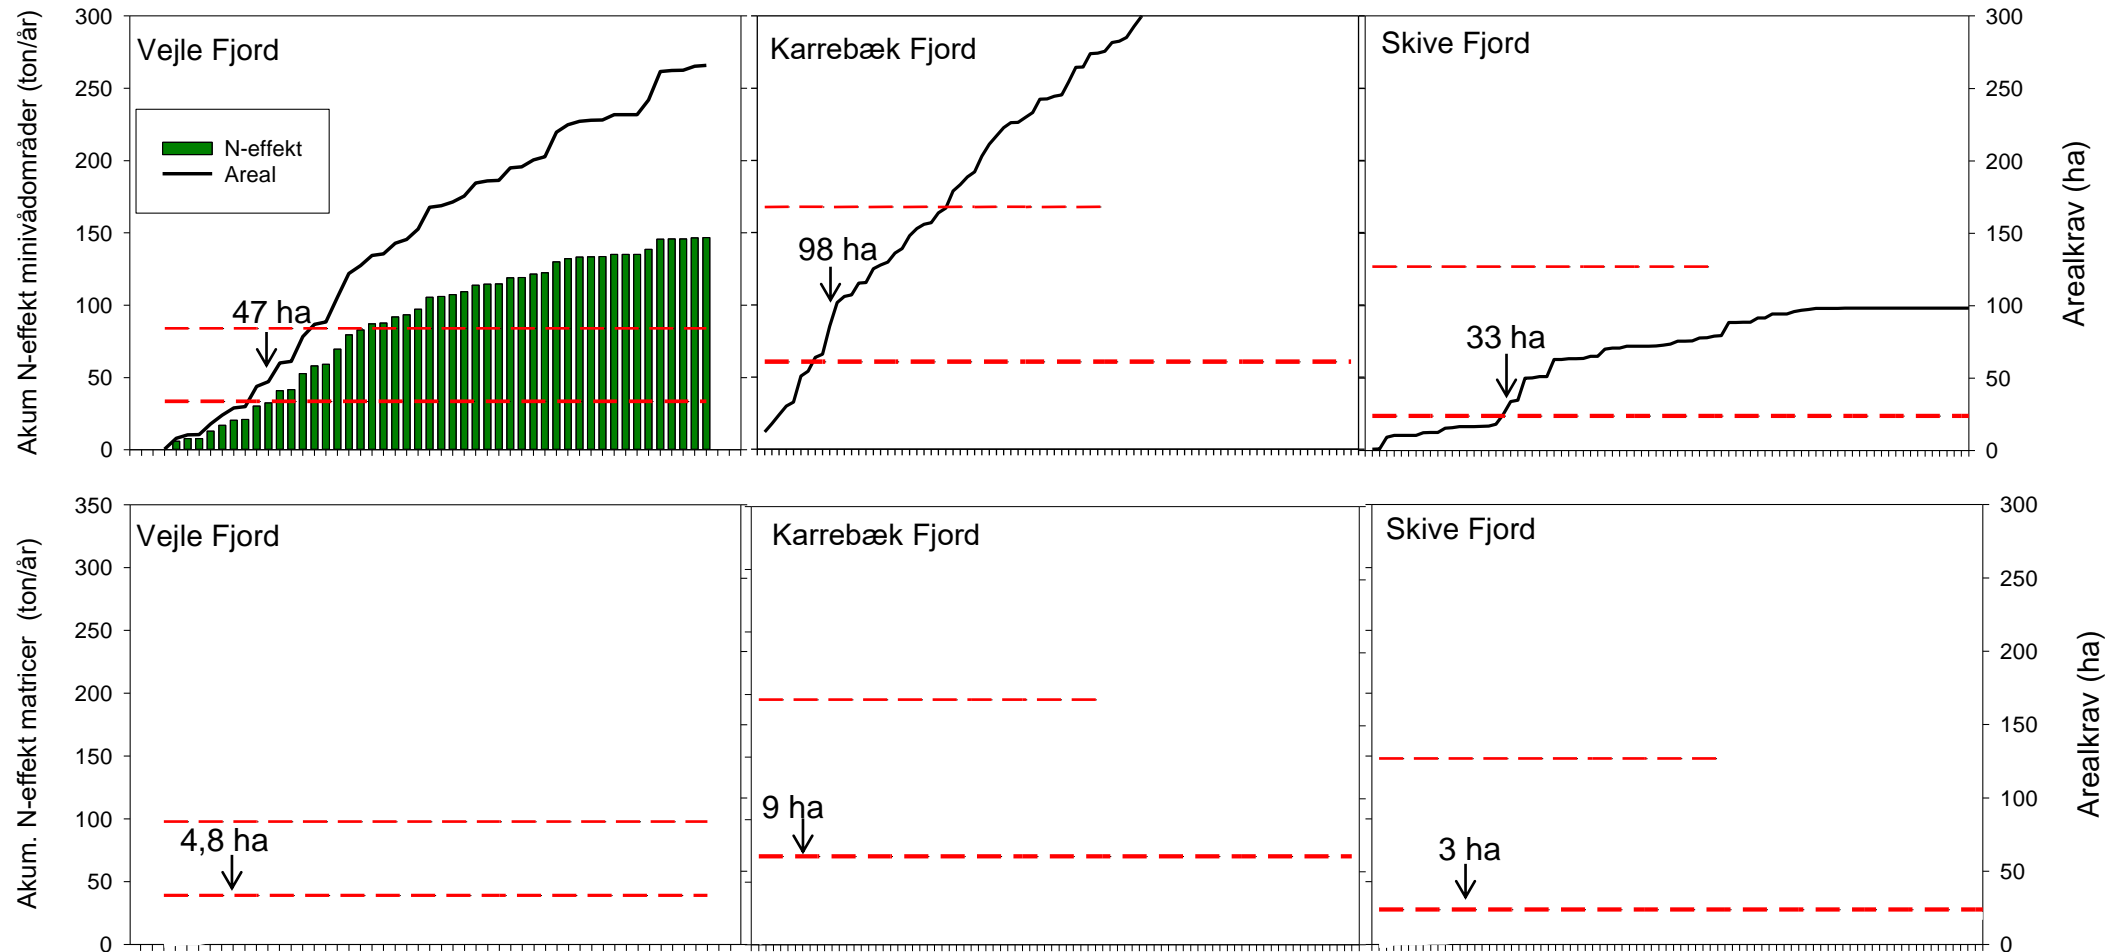 Akum N-effekt minivådområder (ton/år)
300
250
200
150
100
50
0
Vejle Fjord
N-effekt
Areal
47 ha
Karrebæk Fjord
98 ha
Skive Fjord
33 ha
300
250
200
150
100
50
0
Arealkrav (ha)
Akum. N-effekt matricer (ton/år)
350
300
250
200
150
100
50
0
Vejle Fjord
4,8 ha
Karrebæk Fjord
9 ha
Skive Fjord
3 ha
300
250
200
150
100
50
0
Arealkrav (ha)